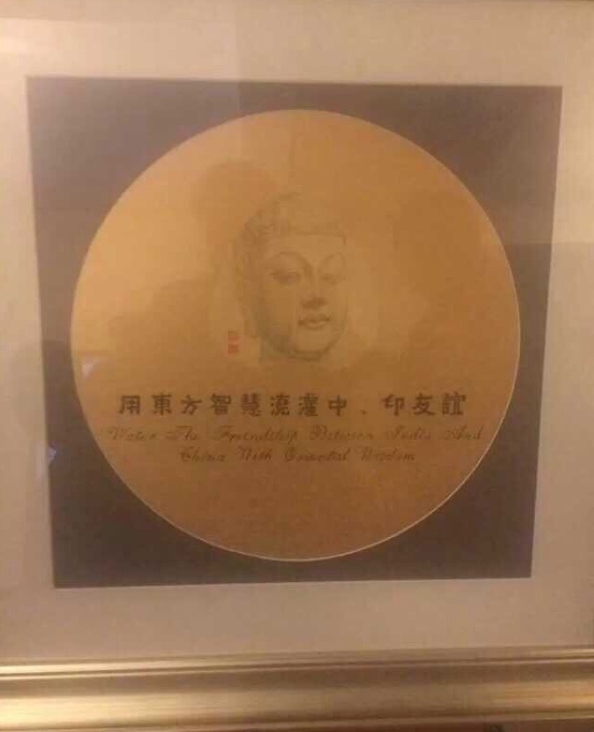 用東方智慧澆灌中、印友誼
Water The Friendship Between India And
China With Oriental Wisdom